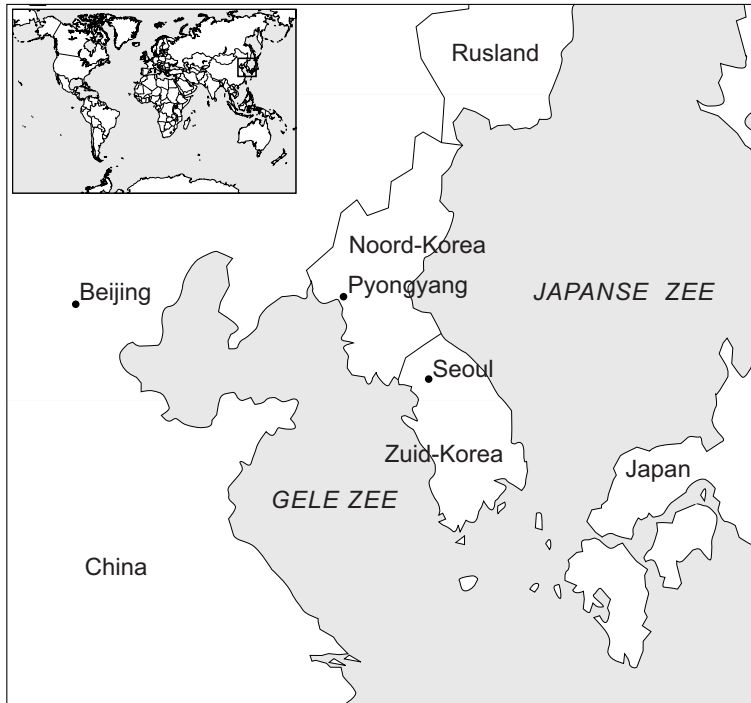 Rusland
Noord-Korea
Beijing
Pyongyang
JAPANSE ZEE
Seoul
Zuid-Korea
Japan
GELE ZEE
China